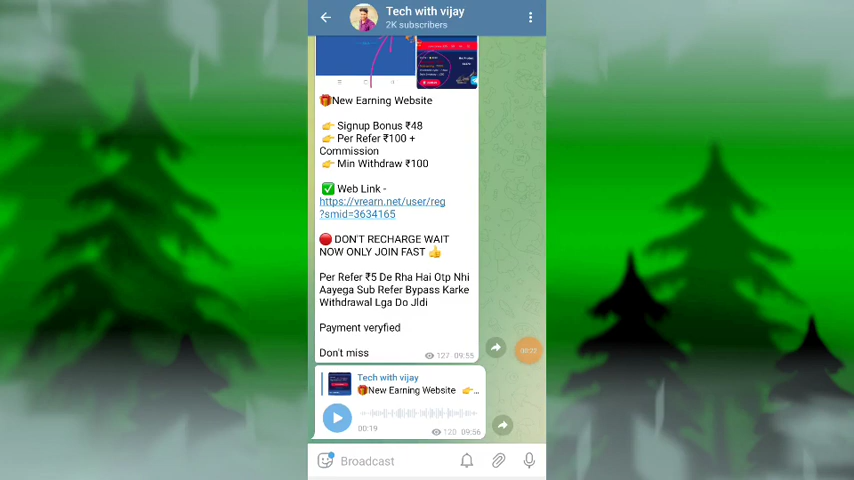 Tech with vijay
2K subscribers
🎁New Earning Website
👉 Signup Bonus ₹48
👉 Per Refer ₹100 +
Commission
👉 Min Withdraw ₹100
✅ Web Link -
https://vrearn.net/user/reg
?smid=3634165
🔴 DON'T RECHARGE WAIT
NOW ONLY JOIN FAST 👍
Per Refer ₹5 De Rha Hai Otp Nhi
Aayega Sub Refer Bypass Karke
Withdrawal Lga Do Jldi
Payment veryfied
Don't miss
127 09:55
Tech with vijay
🎁New Earning Website 👉...
00:19
120 09:56
Broadcast